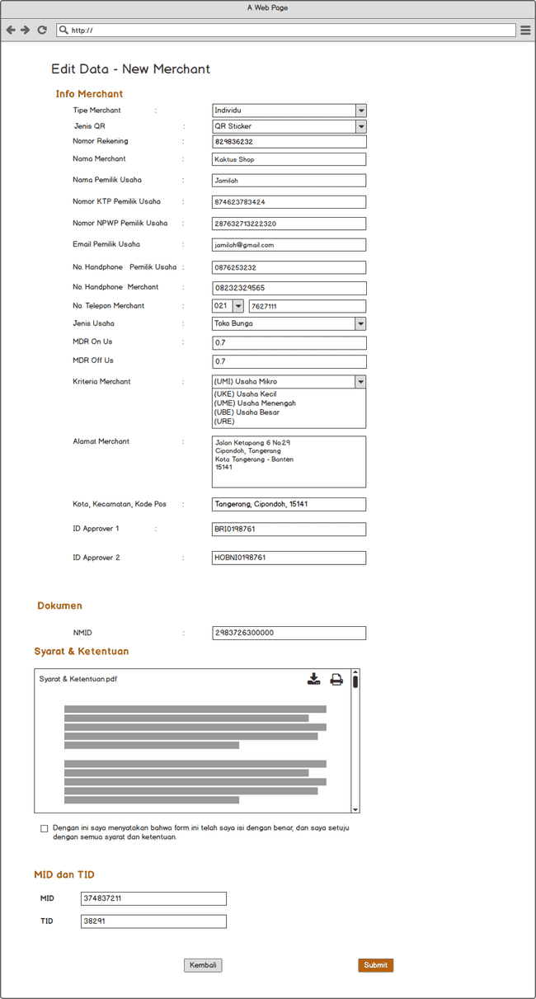 A Web Page
http://
Edit Data - New Merchant
Info Merchant
Tipe Merchant : Individu
Jenis QR : QR Sticker
Nomor Rekening : 829836232
Nama Merchant : Kaktus Shop
Nama Pemilik Usaha : Jamilah
Nomor KTP Pemilik Usaha : 874623783424
Nomor NPWP Pemilik Usaha : 287632713222320
Email Pemilik Usaha : jamilah@gmail.com
No. Handphone Pemilik Usaha : 0876253232
No. Handphone Merchant : 08232329565
No. Telepon Merchant : 021 7627111
Jenis Usaha : Toko Bunga
MDR On Us : 0.7
MDR Off Us : 0.7
Kriteria Merchant : (UMI) Usaha Mikro
(UKE) Usaha Kecil
(UME) Usaha Menengah
(UBE) Usaha Besar
(URE)
Alamat Merchant : Jalan Ketapang 6 No.29
Cipondoh, Tangerang
Kota Tangerang - Banten
15141
Kota, Kecamatan, Kode Pos : Tangerang, Cipondoh, 15141
ID Approver 1 : BRI0198761
ID Approver 2 : HOBNI0198761
Dokumen
NMID : 2983726300000
Syarat & Ketentuan
Syarat & Ketentuan.pdf
Dengan ini saya menyatakan bahwa form ini telah saya isi dengan benar, dan saya setuju
dengan semua syarat dan ketentuan.
MID dan TID
MID 374837211
TID 38291
Kembali Submit